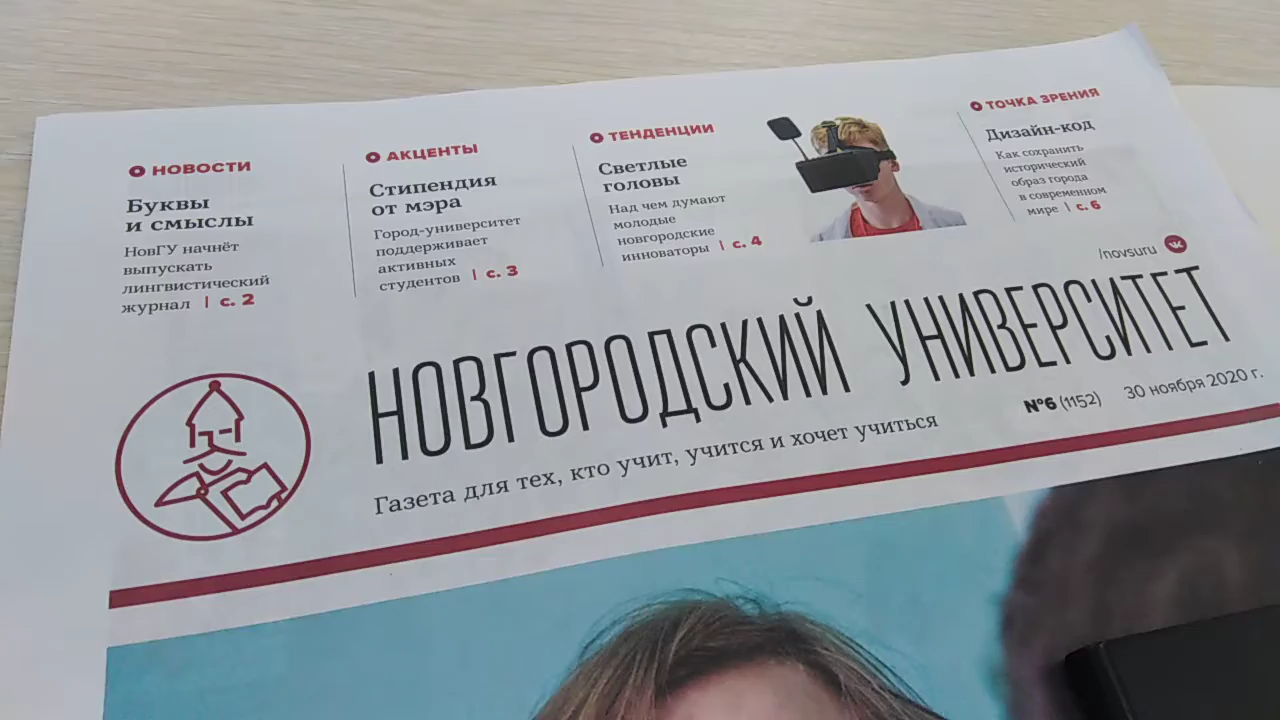 НОВОСТИ
Буквы
и смыслы
НовГУ начнёт
выпускать
лингвистический
журнал | с. 2
АКЦЕНТЫ
Стипендия
от мэра
Город-университет
поддерживает
активных
студентов | с. 3
ТЕНДЕНЦИИ
Светлые
головы
Над чем думают
молодые
новгородские
инноваторы | с. 4
ТОЧКА ЗРЕНИЯ
Дизайн-код
Как сохранить
исторический
образ города
в современном
мире | с. 6
/novsru
НОВГОРОДСКИЙ УНИВЕРСИТЕТ
Газета для тех, кто учит, учится и хочет учиться
№6 (1152) 30 ноября 2020 г.